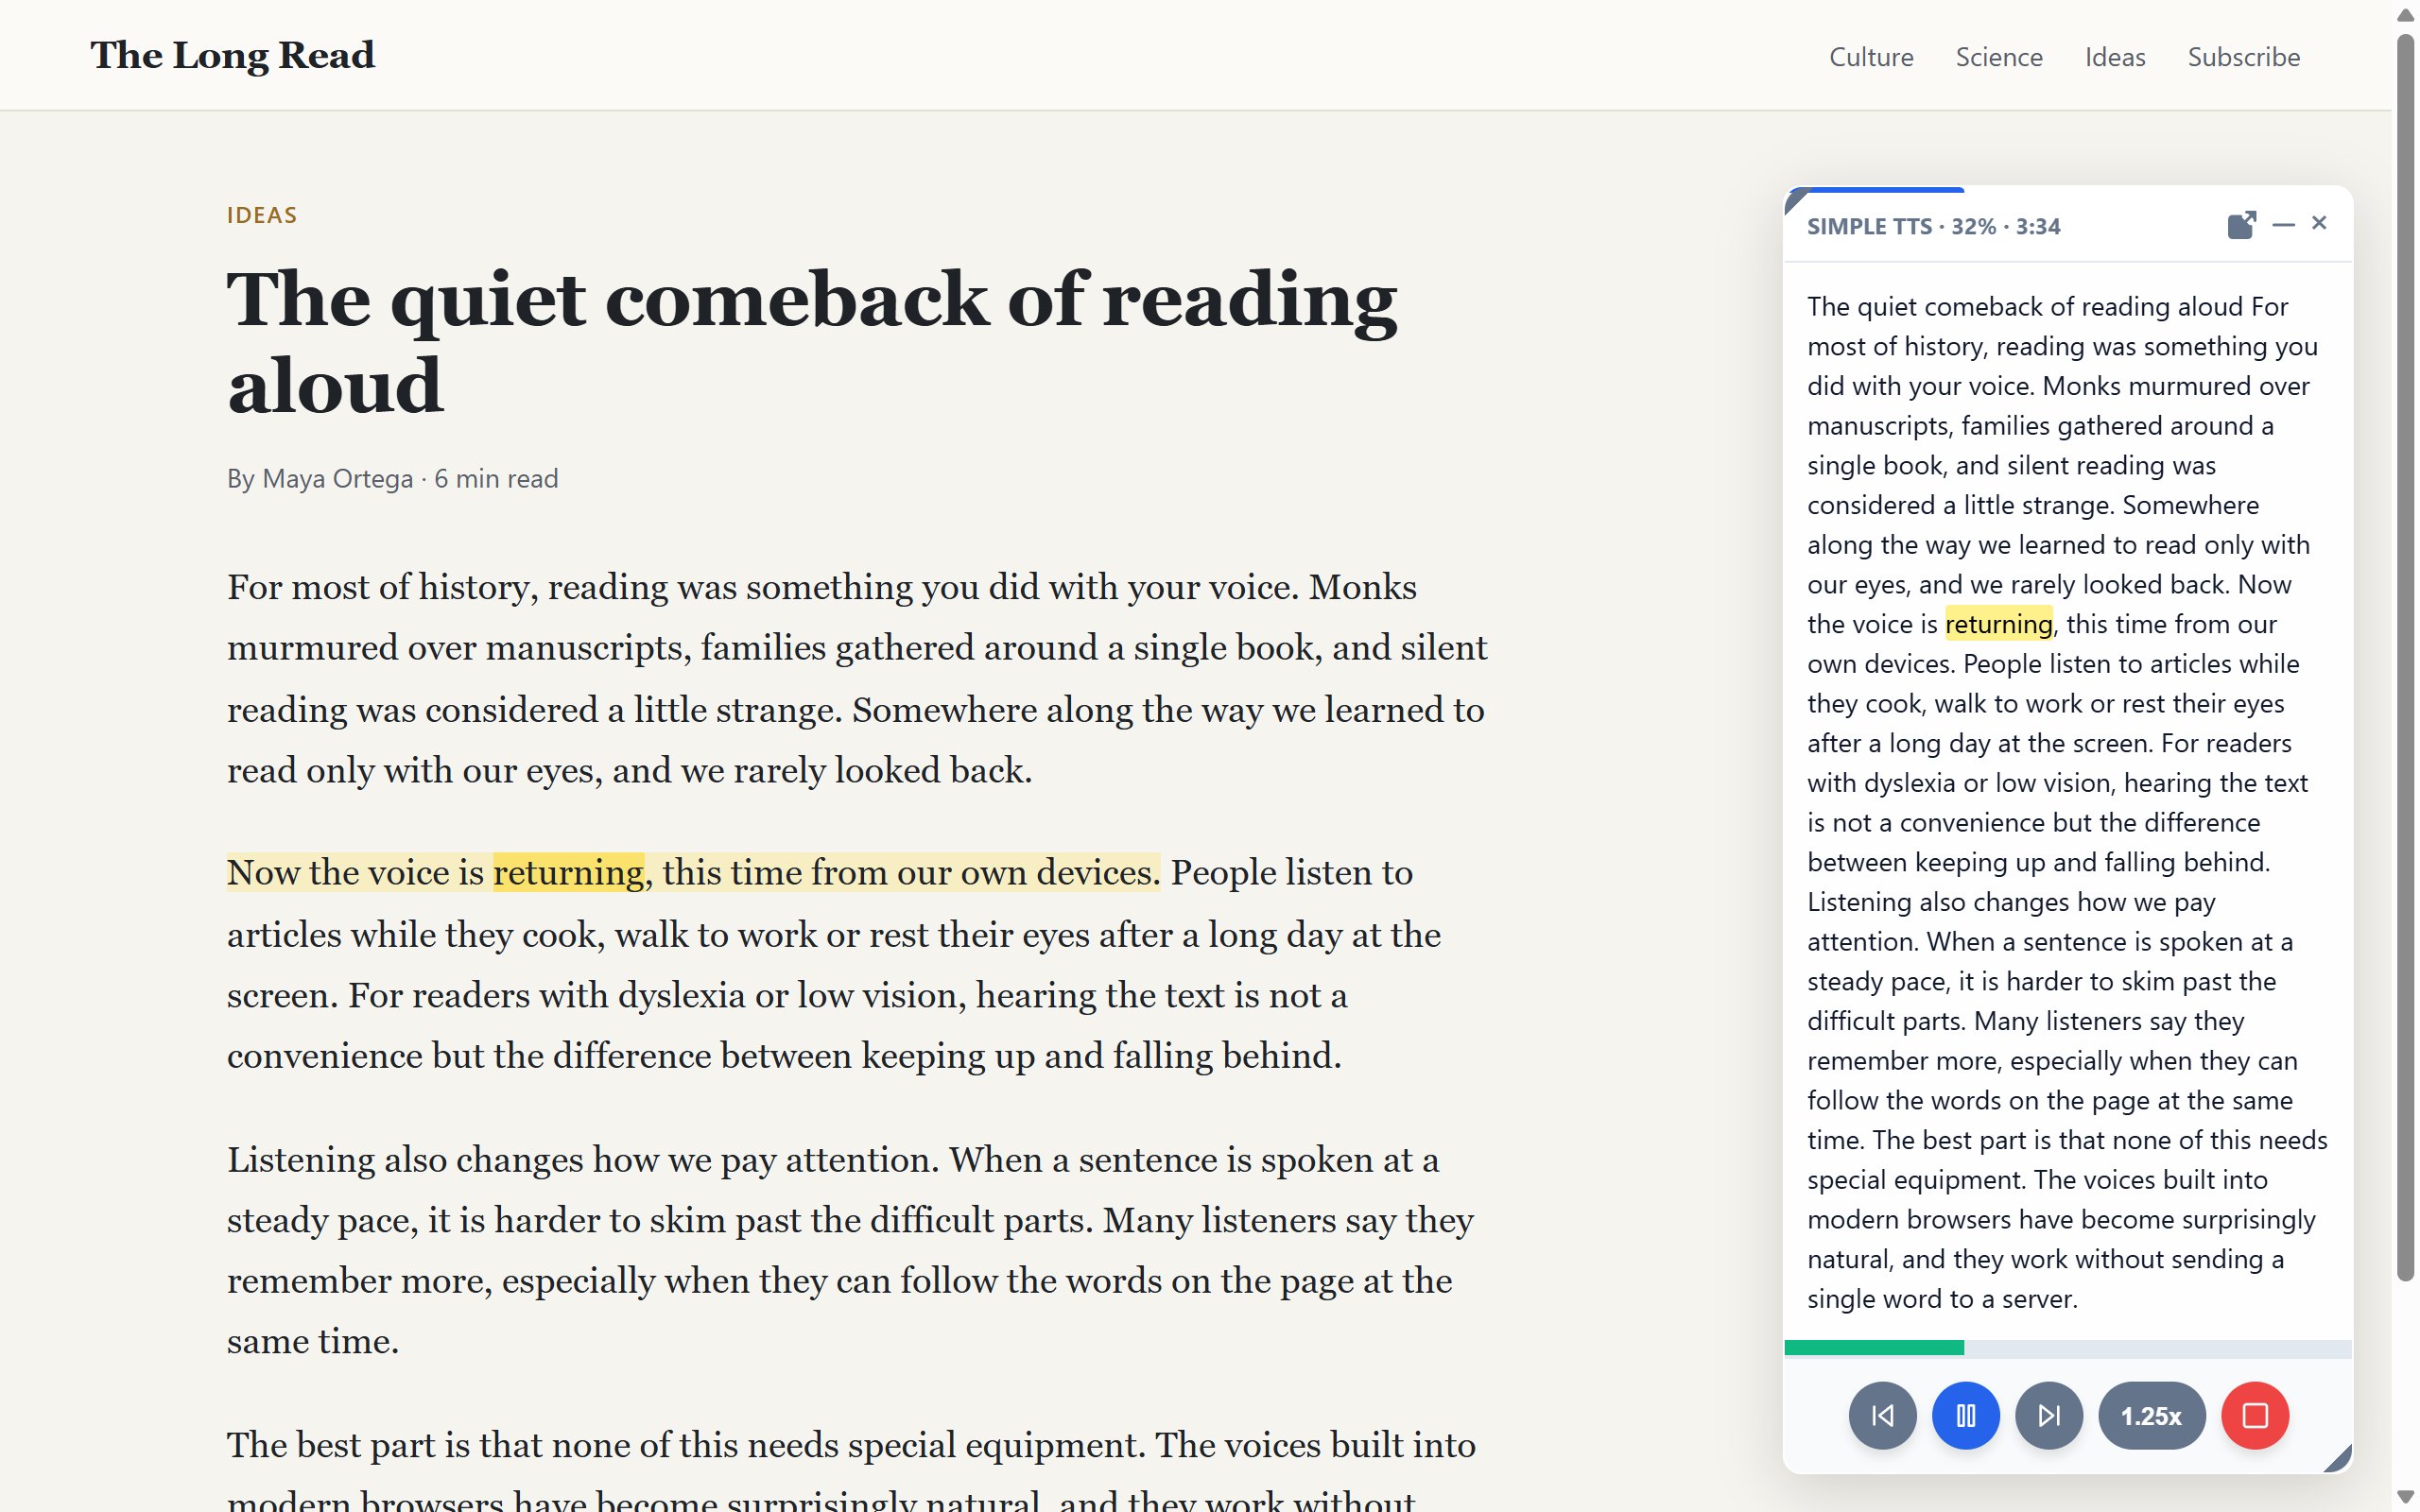 The Long Read
Culture
Science
Ideas
Subscribe
IDEAS
The quiet comeback of reading
aloud
By Maya Ortega · 6 min read
For most of history, reading was something you did with your voice. Monks
murmured over manuscripts, families gathered around a single book, and silent
reading was considered a little strange. Somewhere along the way we learned to
read only with our eyes, and we rarely looked back.
Now the voice is returning, this time from our own devices. People listen to
articles while they cook, walk to work or rest their eyes after a long day at the
screen. For readers with dyslexia or low vision, hearing the text is not a
convenience but the difference between keeping up and falling behind.
Listening also changes how we pay attention. When a sentence is spoken at a
steady pace, it is harder to skim past the difficult parts. Many listeners say they
remember more, especially when they can follow the words on the page at the
same time.
The best part is that none of this needs special equipment. The voices built into
modern browsers have become surprisingly natural, and they work without
SIMPLE TTS · 32% · 3:34
The quiet comeback of reading aloud For
most of history, reading was something you
did with your voice. Monks murmured over
manuscripts, families gathered around a
single book, and silent reading was
considered a little strange. Somewhere
along the way we learned to read only with
our eyes, and we rarely looked back. Now
the voice is returning, this time from our
own devices. People listen to articles while
they cook, walk to work or rest their eyes
after a long day at the screen. For readers
with dyslexia or low vision, hearing the text
is not a convenience but the difference
between keeping up and falling behind.
Listening also changes how we pay
attention. When a sentence is spoken at a
steady pace, it is harder to skim past the
difficult parts. Many listeners say they
remember more, especially when they can
follow the words on the page at the same
time. The best part is that none of this needs
special equipment. The voices built into
modern browsers have become surprisingly
natural, and they work without sending a
single word to a server.
1.25x